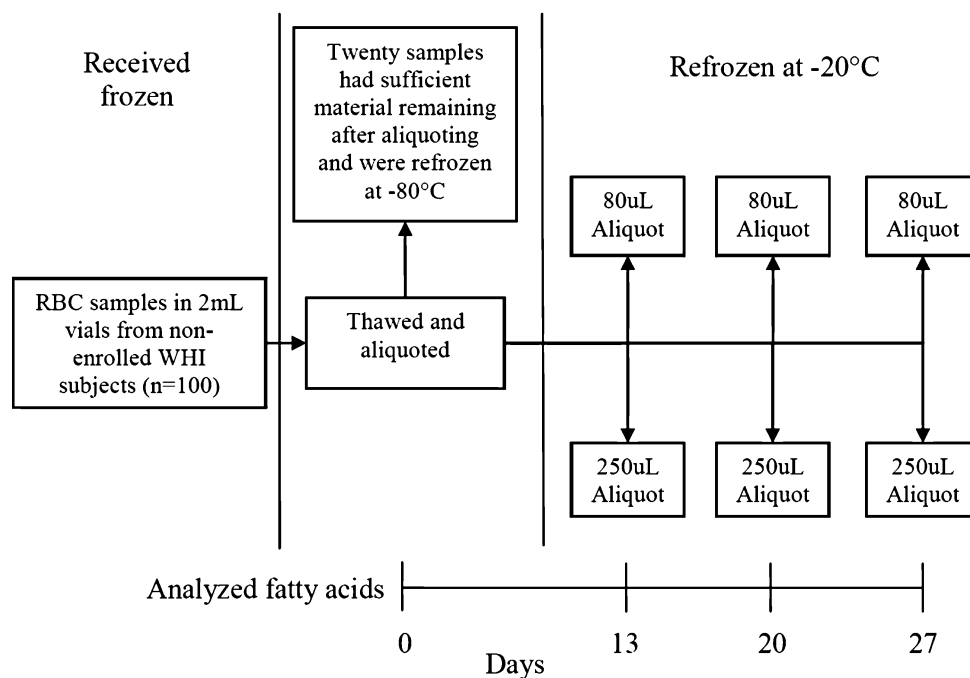 Received
frozen
Twenty samples
had sufficient
material remaining
after aliquoting
and were refrozen
at -80°C
Refrozen at -20°C
80uL
Aliquot
80uL
Aliquot
80uL
Aliquot
RBC samples in 2mL
vials from non-
enrolled WHI
subjects (n=100)
Thawed and
aliquoted
250uL
Aliquot
250uL
Aliquot
250uL
Aliquot
Analyzed fatty acids
0
13
20
27
Days